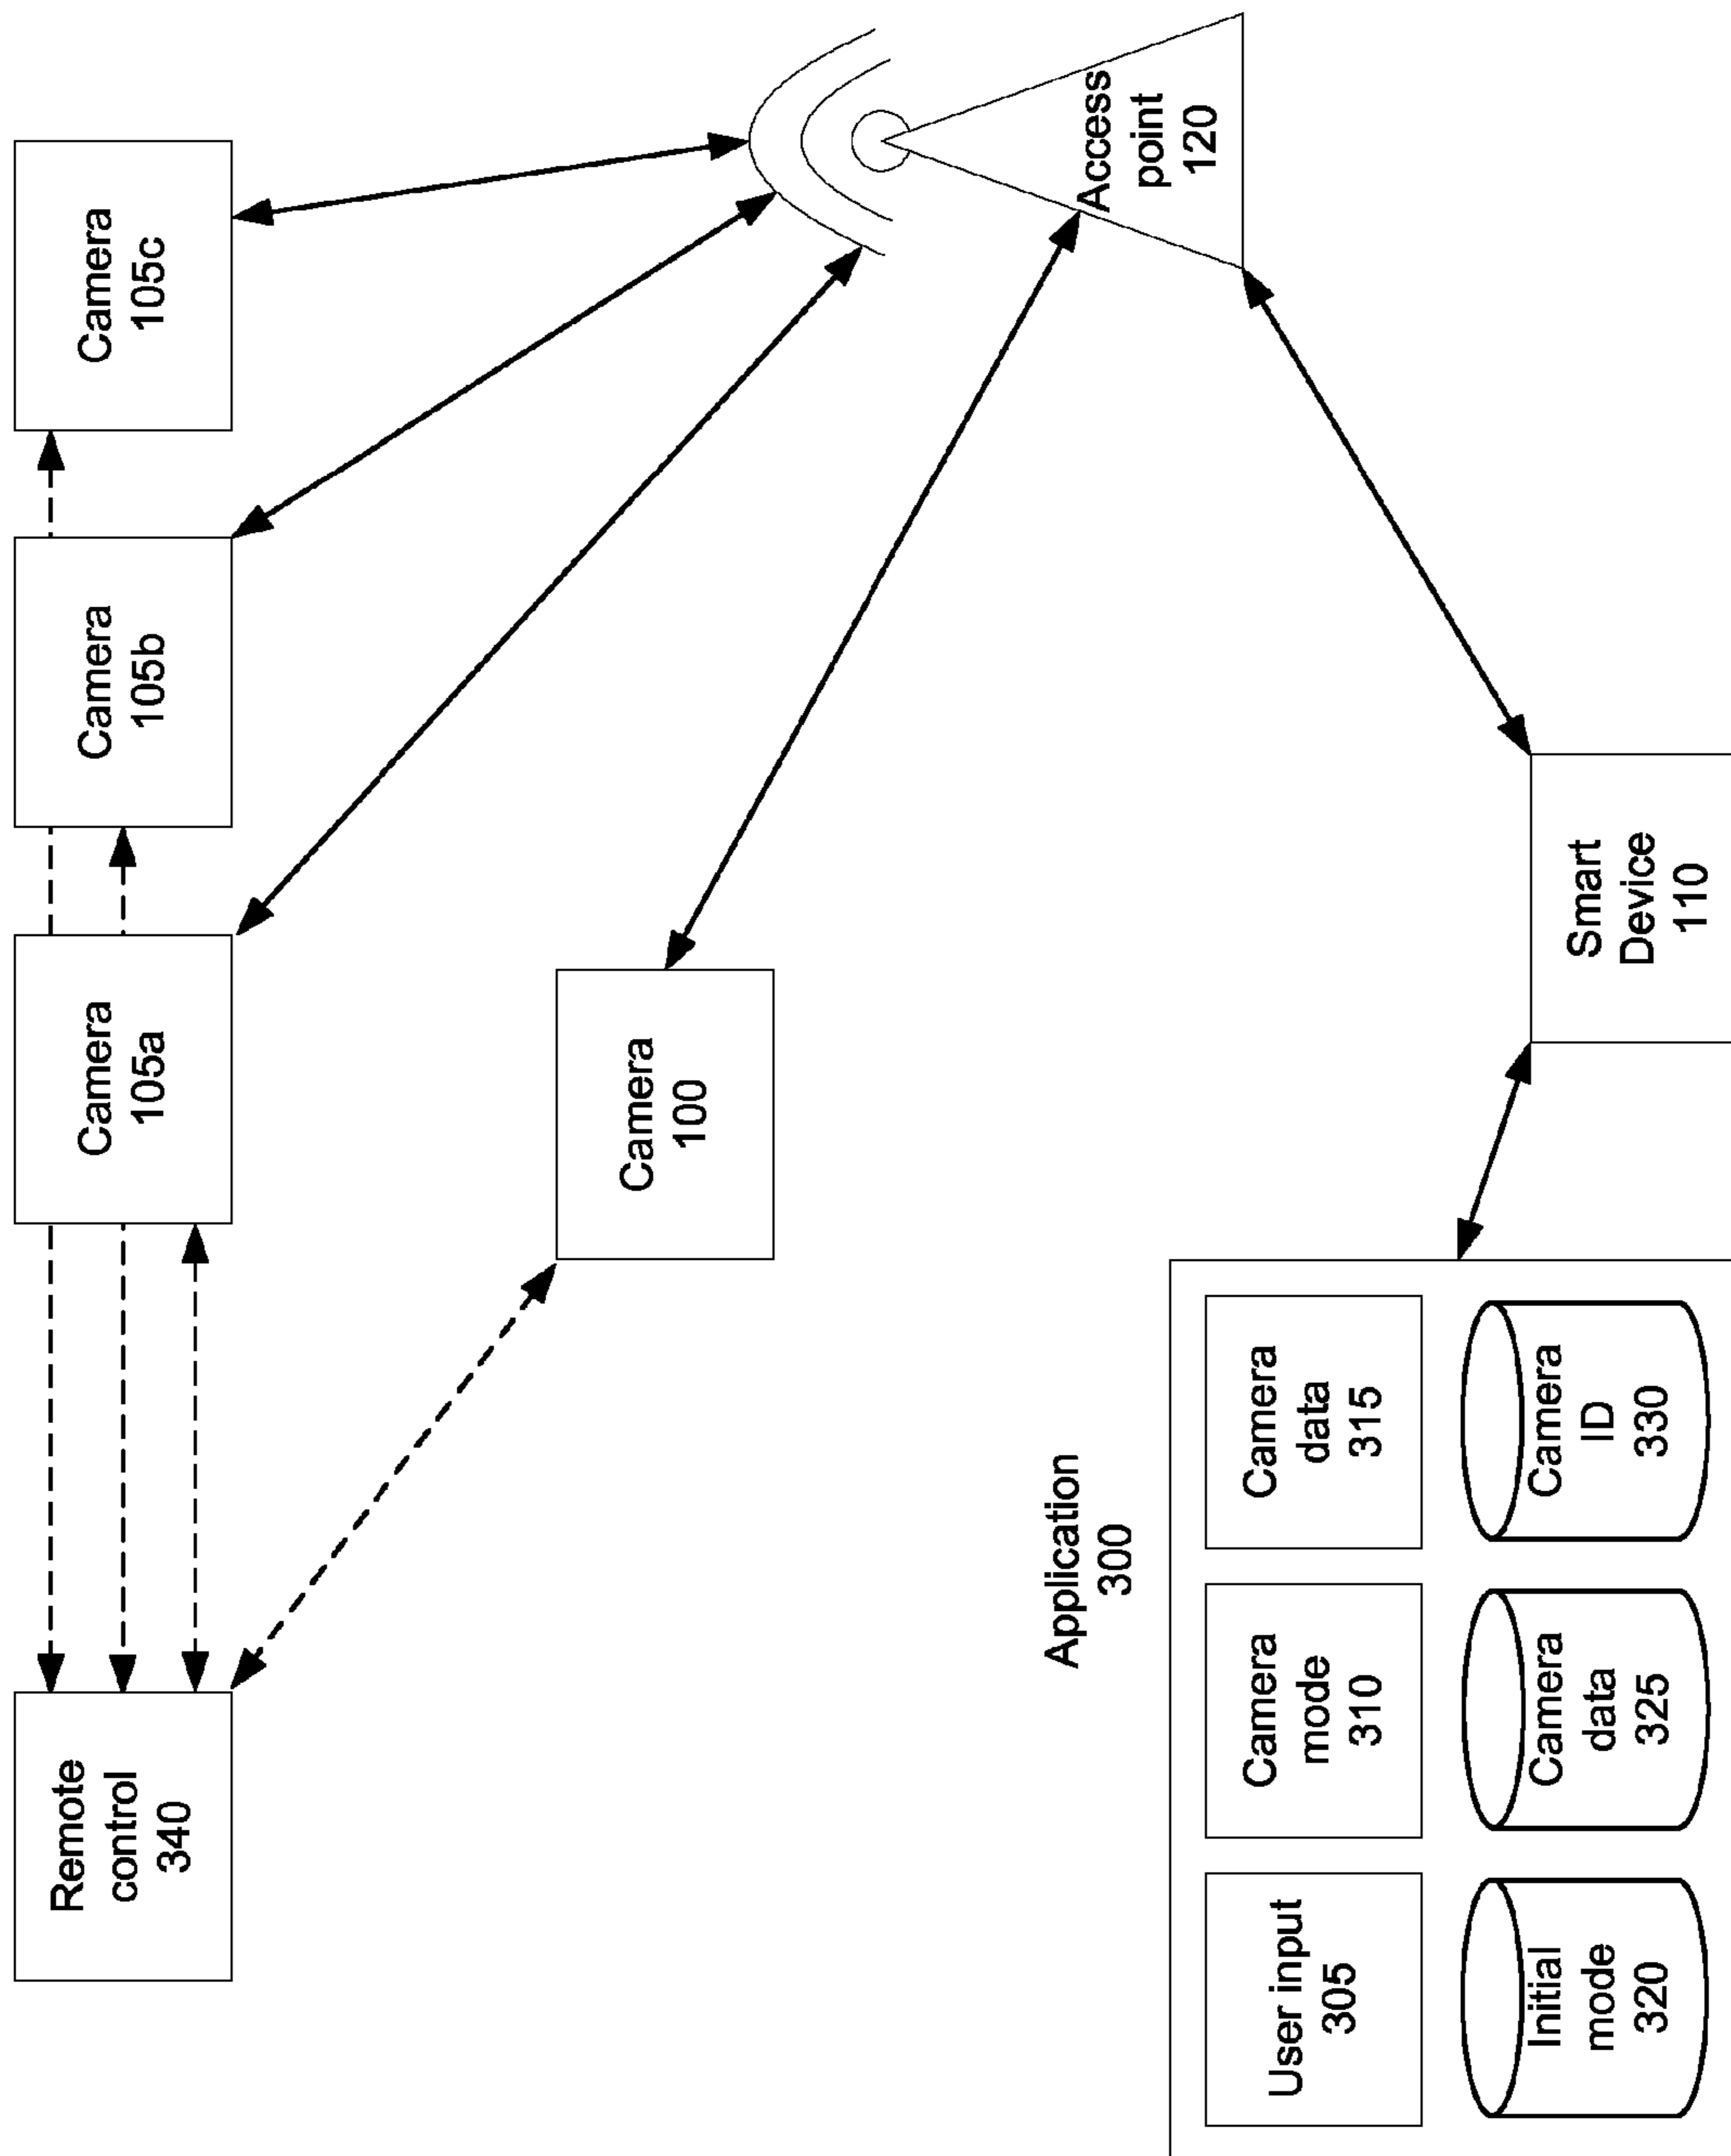 Remote
control
340
Camera
105a
Camera
105b
Camera
105c
Camera
100
Access
point
120
Application
300
User input
305
Camera
mode
310
Camera
data
315
Initial
mode
320
Camera
data
325
Camera
ID
330
Smart
Device
110